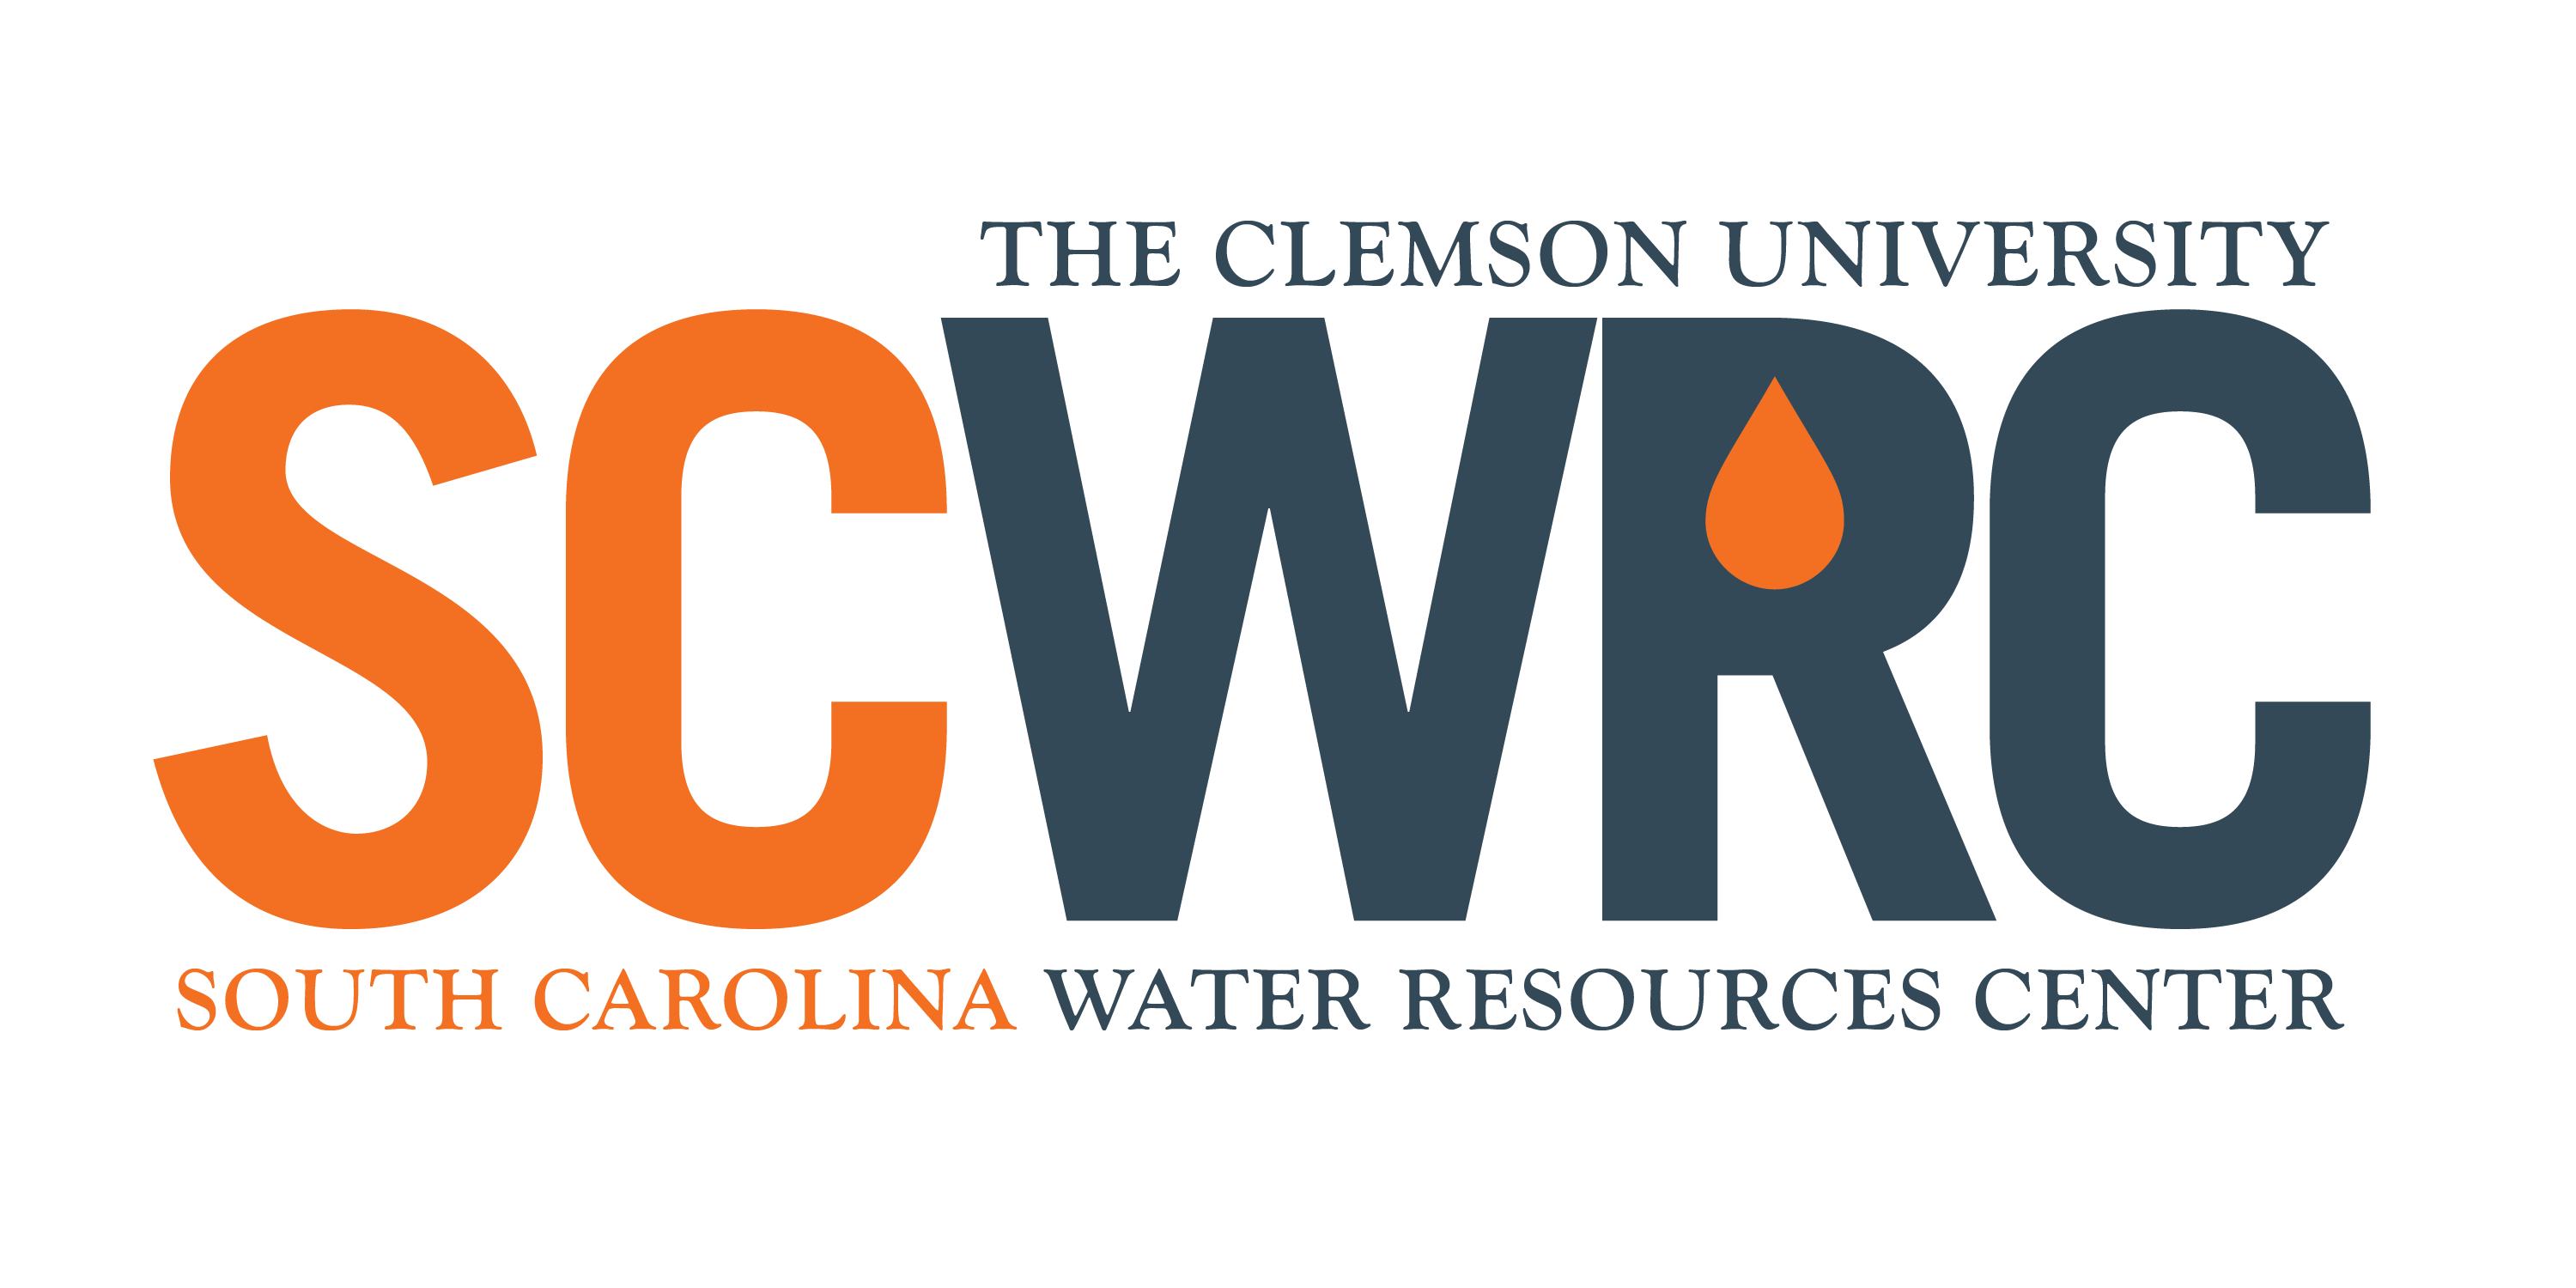 THE CLEMSON UNIVERSITY
SCWRC
SOUTH CAROLINA WATER RESOURCES CENTER